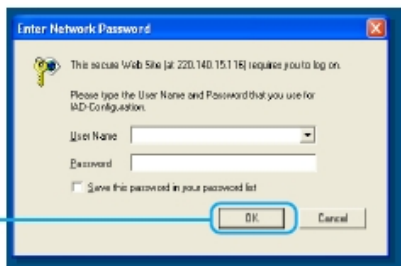 Enter Network Password
This secure Web Site (at 220.140.15.116) requires you to log on.
Please type the User Name and Password that you use for
IAD-Configuration.
User Name
Password
Save this password in your password list
OK
Cancel